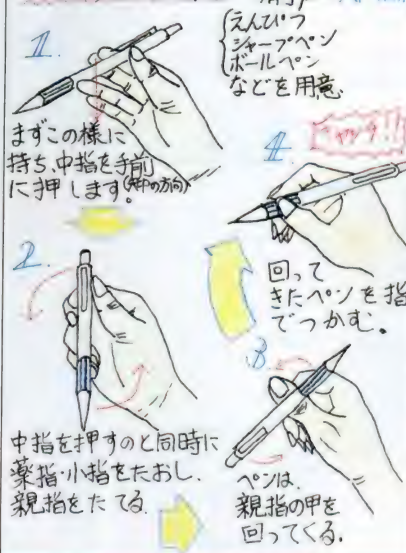 えんぴつ
シャープペン
ボールペン
などを用意
1.
まずこの様に
持ち、中指を手前
に押します。(矢印の方向)
2.
中指を押すのと同時に
薬指・小指をたおし、
親指をたてる。
3.
ペンは、
親指の甲を
回ってくる。
4.
キャッチ!!
回って
きたペンを指
でつかむ。